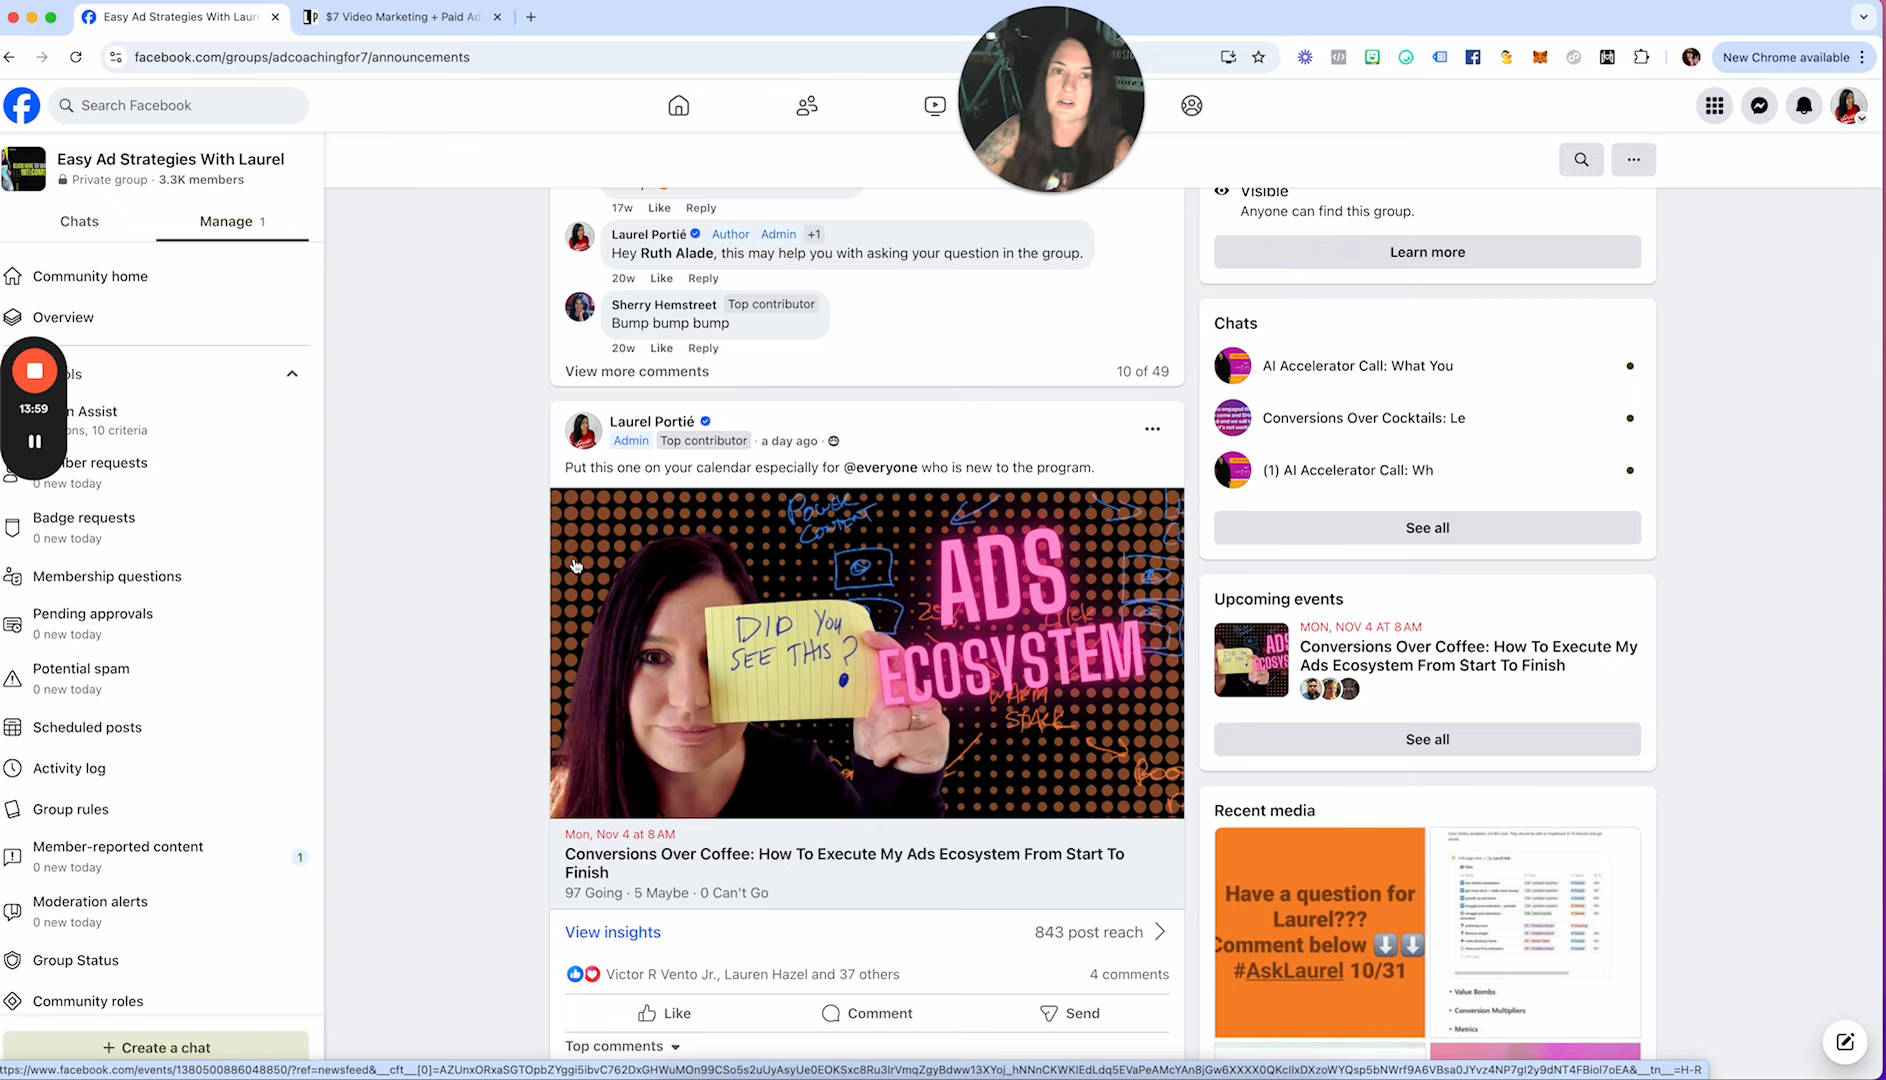 Easy Ad Strategies With Laur
$7 Video Marketing + Paid Ad
facebook.com/groups/adcoachingfor7/announcements
New Chrome available
Search Facebook
Easy Ad Strategies With Laurel
Private group · 3.3K members
Chats
Manage 1
Community home
Overview
ols
13:59
n Assist
ons, 10 criteria
ber requests
0 new today
Badge requests
0 new today
Membership questions
Pending approvals
0 new today
Potential spam
0 new today
Scheduled posts
Activity log
Group rules
Member-reported content
0 new today
1
Moderation alerts
0 new today
Group Status
Community roles
+ Create a chat
17w Like Reply
Laurel Portié Author Admin +1
Hey Ruth Alade, this may help you with asking your question in the group.
20w Like Reply
Sherry Hemstreet Top contributor
Bump bump bump
20w Like Reply
View more comments
10 of 49
Laurel Portié
Admin Top contributor · a day ago ·
Put this one on your calendar especially for @everyone who is new to the program.
POWER
CONTENT
DID YOU
SEE THIS?
ADS
ECOSYSTEM
Mon, Nov 4 at 8 AM
Conversions Over Coffee: How To Execute My Ads Ecosystem From Start To
Finish
97 Going · 5 Maybe · 0 Can't Go
View insights
843 post reach
Victor R Vento Jr., Lauren Hazel and 37 others
4 comments
Like
Comment
Send
Top comments
Visible
Anyone can find this group.
Learn more
Chats
AI Accelerator Call: What You
Conversions Over Cocktails: Le
(1) AI Accelerator Call: Wh
See all
Upcoming events
MON, NOV 4 AT 8 AM
Conversions Over Coffee: How To Execute My
Ads Ecosystem From Start To Finish
See all
Recent media
Have a question for
Laurel???
Comment below
#AskLaurel 10/31
• Value Bombs
• Conversion Multipliers
• Metrics